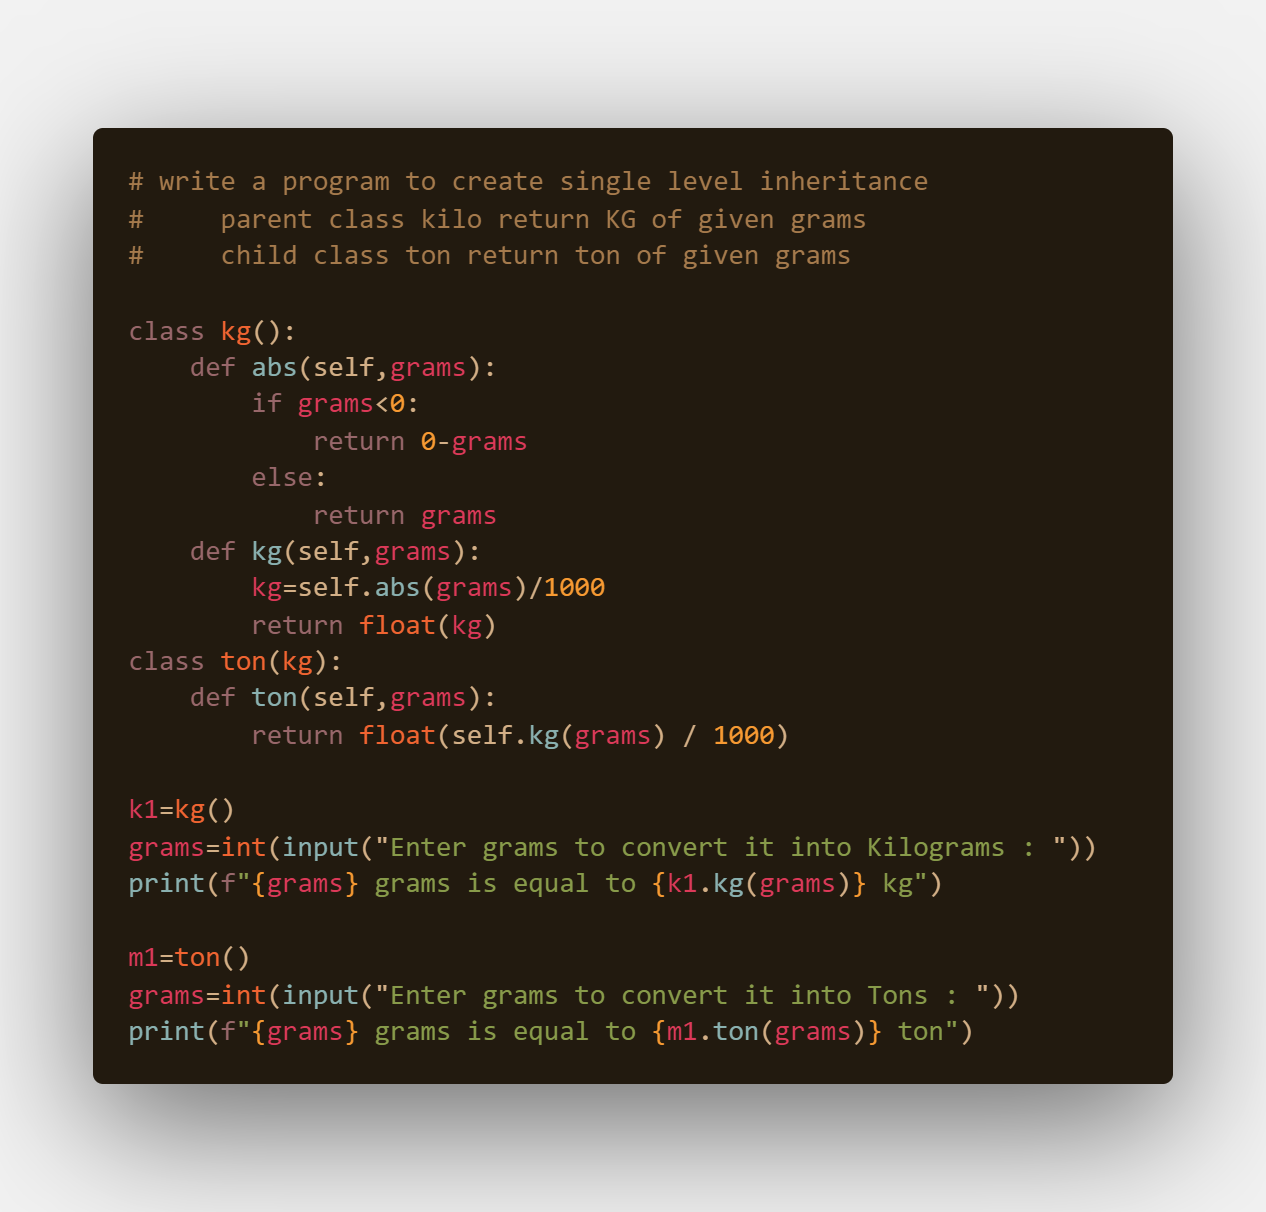 # write a program to create single level inheritance
#     parent class kilo return KG of given grams
#     child class ton return ton of given grams

class kg():
    def abs(self,grams):
        if grams<0:
            return 0-grams
        else:
            return grams
    def kg(self,grams):
        kg=self.abs(grams)/1000
        return float(kg)
class ton(kg):
    def ton(self,grams):
        return float(self.kg(grams) / 1000)

k1=kg()
grams=int(input("Enter grams to convert it into Kilograms : "))
print(f"{grams} grams is equal to {k1.kg(grams)} kg")

m1=ton()
grams=int(input("Enter grams to convert it into Tons : "))
print(f"{grams} grams is equal to {m1.ton(grams)} ton")